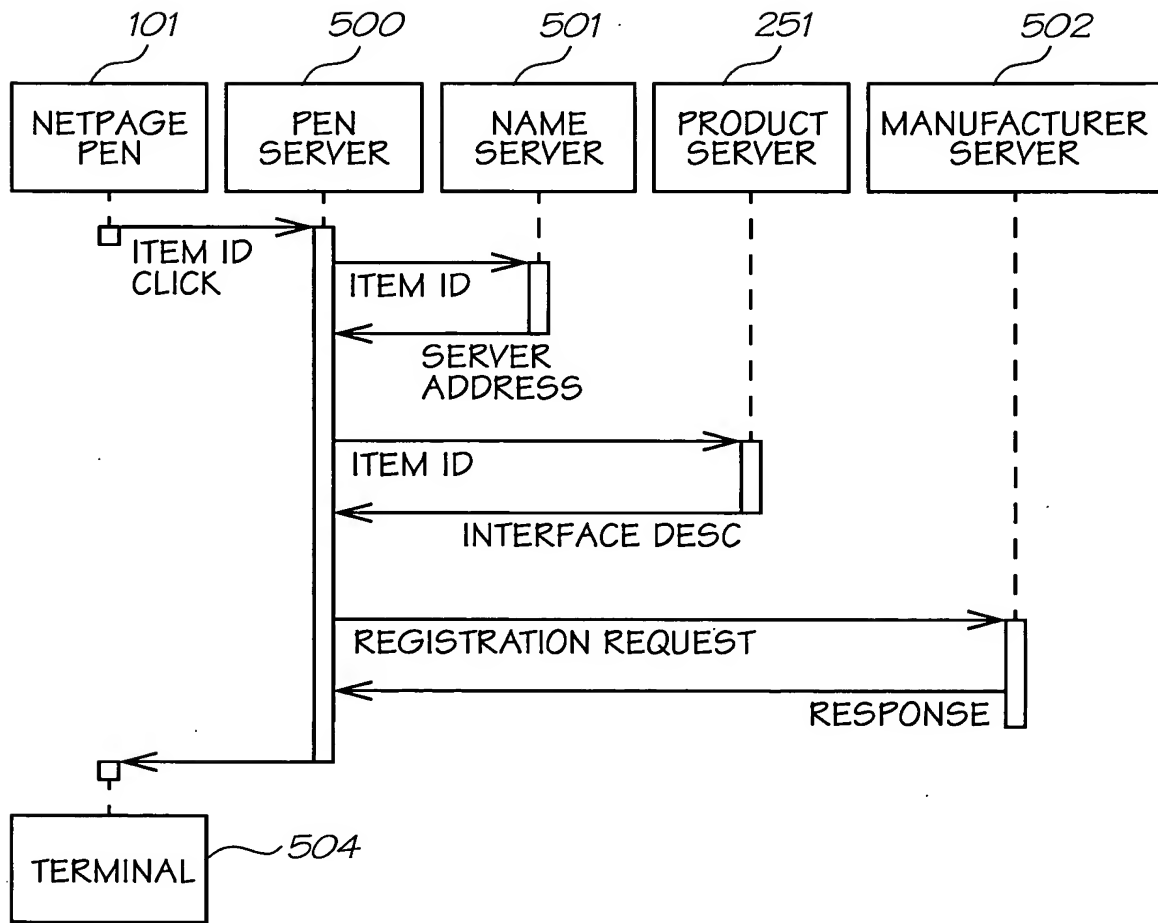 101
500
501
251
502
NETPAGE
PEN
PEN
SERVER
NAME
SERVER
PRODUCT
SERVER
MANUFACTURER
SERVER
ITEM ID
CLICK
ITEM ID
SERVER
ADDRESS
ITEM ID
INTERFACE DESC
REGISTRATION REQUEST
RESPONSE
TERMINAL
504